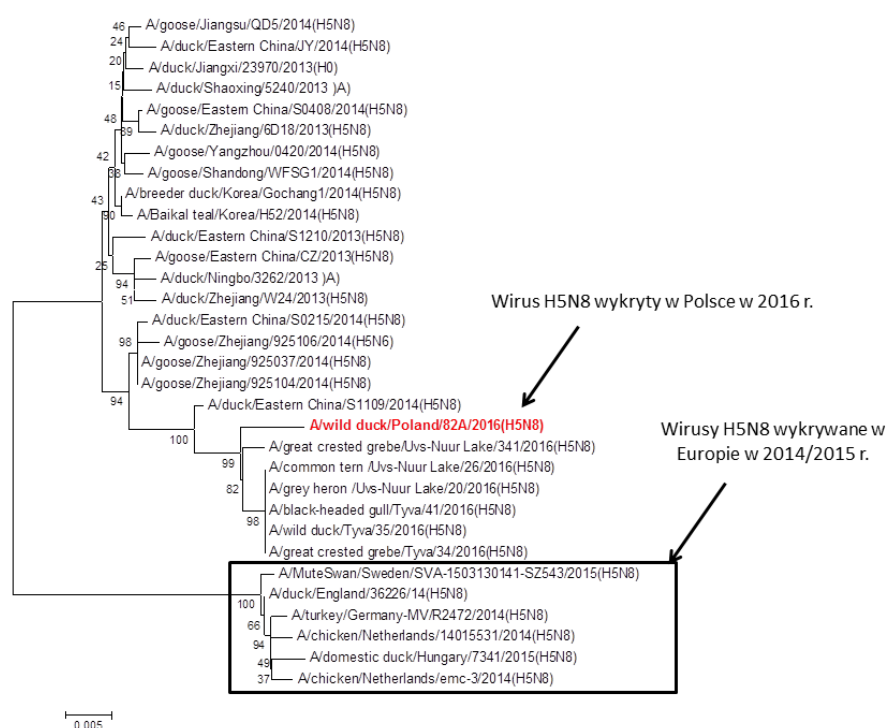 46
A/goose/Jiangsu/QD5/2014(H5N8)
24
A/duck/Eastern China/JY/2014(H5N8)
20
A/duck/Jiangxi/23970/2013(H0)
15
A/duck/Shaoxing/5240/2013 )A)
A/goose/Eastern China/S0408/2014(H5N8)
48
89
A/duck/Zhejiang/6D18/2013(H5N8)
A/goose/Yangzhou/0420/2014(H5N8)
42
38
A/goose/Shandong/WFSG1/2014(H5N8)
A/breeder duck/Korea/Gochang1/2014(H5N8)
43
90
A/Baikal teal/Korea/H52/2014(H5N8)
A/duck/Eastern China/S1210/2013(H5N8)
A/goose/Eastern China/CZ/2013(H5N8)
25
94
A/duck/Ningbo/3262/2013 )A)
51
A/duck/Zhejiang/W24/2013(H5N8)
Wirus H5N8 wykryty w Polsce w 2016 r.
A/duck/Eastern China/S0215/2014(H5N8)
98
A/goose/Zhejiang/925106/2014(H5N6)
A/goose/Zhejiang/925037/2014(H5N8)
A/goose/Zhejiang/925104/2014(H5N8)
94
A/duck/Eastern China/S1109/2014(H5N8)
100
A/wild duck/Poland/82A/2016(H5N8)
Wirusy H5N8 wykrywane w
Europie w 2014/2015 r.
A/great crested grebe/Uvs-Nuur Lake/341/2016(H5N8)
99
A/common tern /Uvs-Nuur Lake/26/2016(H5N8)
82
A/grey heron /Uvs-Nuur Lake/20/2016(H5N8)
A/black-headed gull/Tyva/41/2016(H5N8)
98
A/wild duck/Tyva/35/2016(H5N8)
A/great crested grebe/Tyva/34/2016(H5N8)
A/MuteSwan/Sweden/SVA-1503130141-SZ543/2015(H5N8)
100
A/duck/England/36226/14(H5N8)
66
A/turkey/Germany-MV/R2472/2014(H5N8)
94
A/chicken/Netherlands/14015531/2014(H5N8)
49
A/domestic duck/Hungary/7341/2015(H5N8)
37
A/chicken/Netherlands/emc-3/2014(H5N8)
0.005